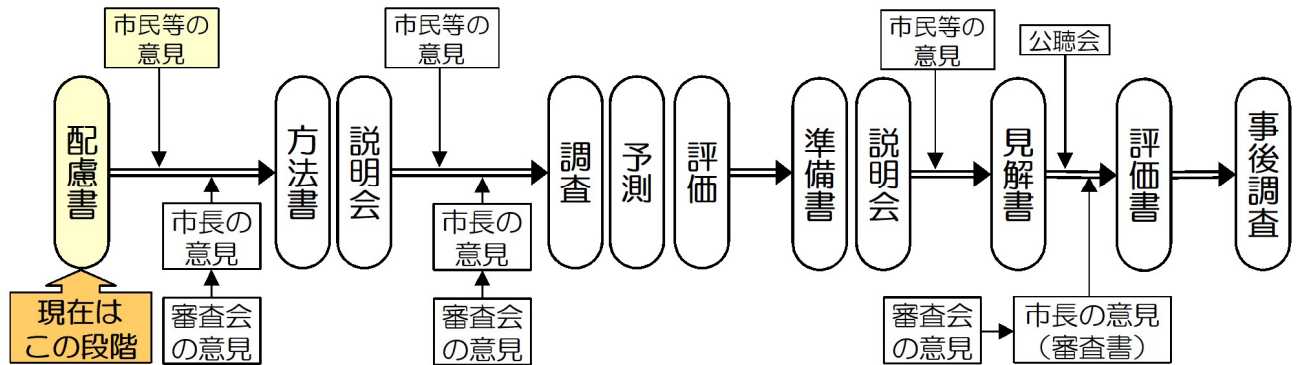 市民等の
意見
市民等の
意見
市民等の
意見
公聴会
配慮書
方法書
説明会
調査
予測
評価
準備書
説明会
見解書
評価書
事後調査
市長の
意見
市長の
意見
現在は
この段階
審査会
の意見
審査会
の意見
審査会
の意見
市長の意見
（審査書）